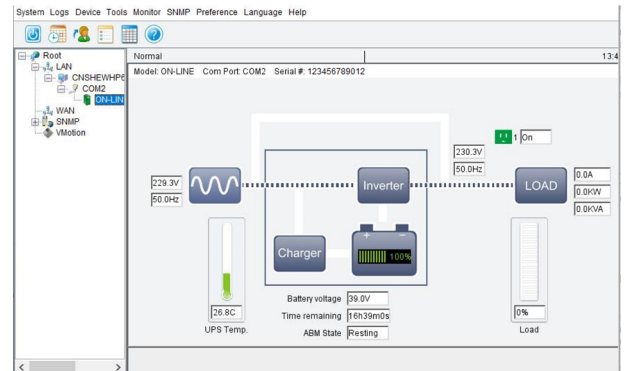 System Logs Device Tools Monitor SNMP Preference Language Help
Root
LAN
CNSHEWHP6
COM2
ON-LIN
WAN
SNMP
VMotion
Normal
13:4
Model: ON-LINE Com Port: COM2 Serial #: 123456789012
1 On
230.3V
50.0Hz
229.3V
50.0Hz
Inverter
LOAD
0.0A
0.0KW
0.0KVA
Charger
+ −
100%
26.8C
UPS Temp.
Battery voltage 39.0V
Time remaining 16h39m0s
ABM State Resting
0%
Load